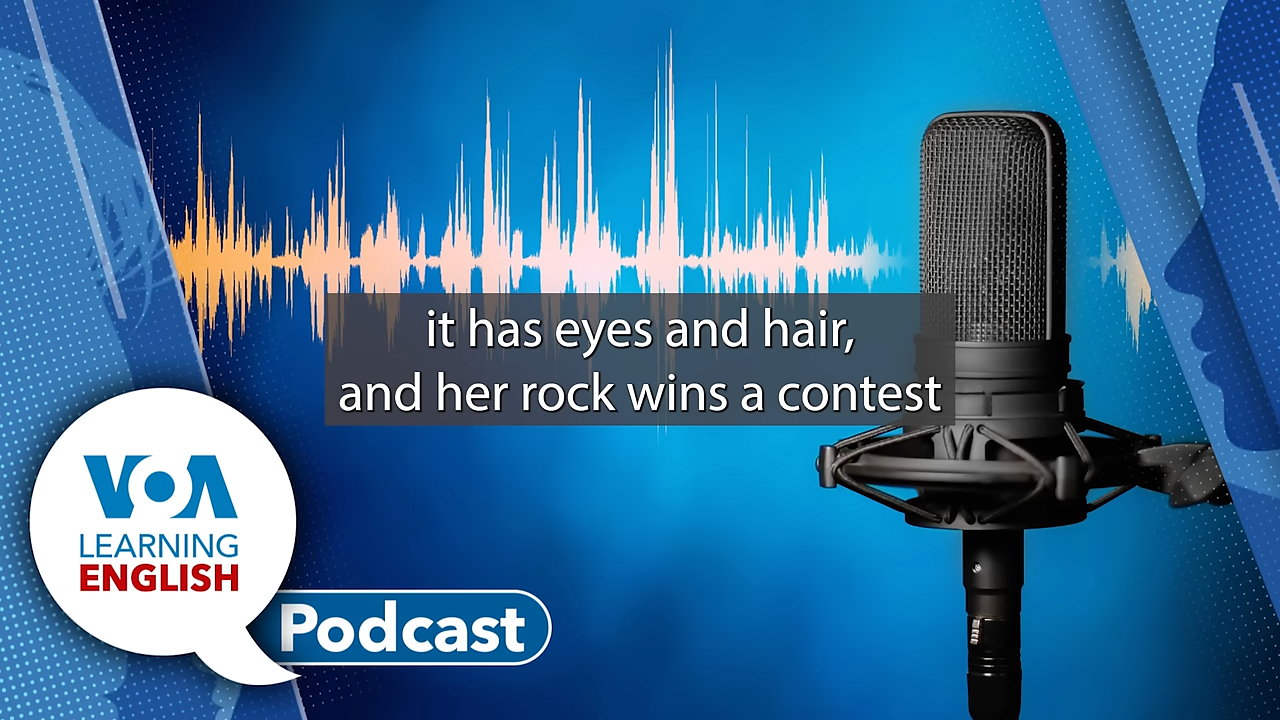 it has eyes and hair,
and her rock wins a contest
VOA
LEARNING
ENGLISH
Podcast